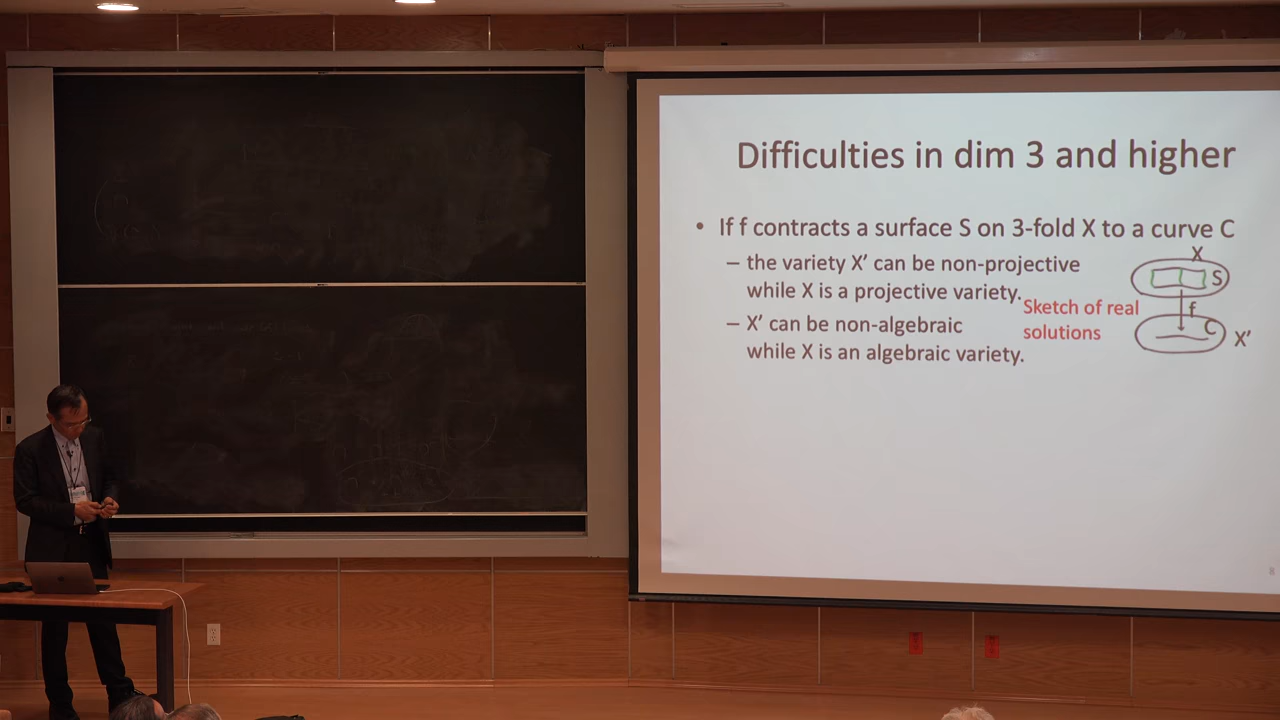 Difficulties in dim 3 and higher
• If f contracts a surface S on 3-fold X to a curve C
– the variety X’ can be non-projective
while X is a projective variety.
– X’ can be non-algebraic
while X is an algebraic variety.
Sketch of real
solutions
X
S
f
C
X’
8